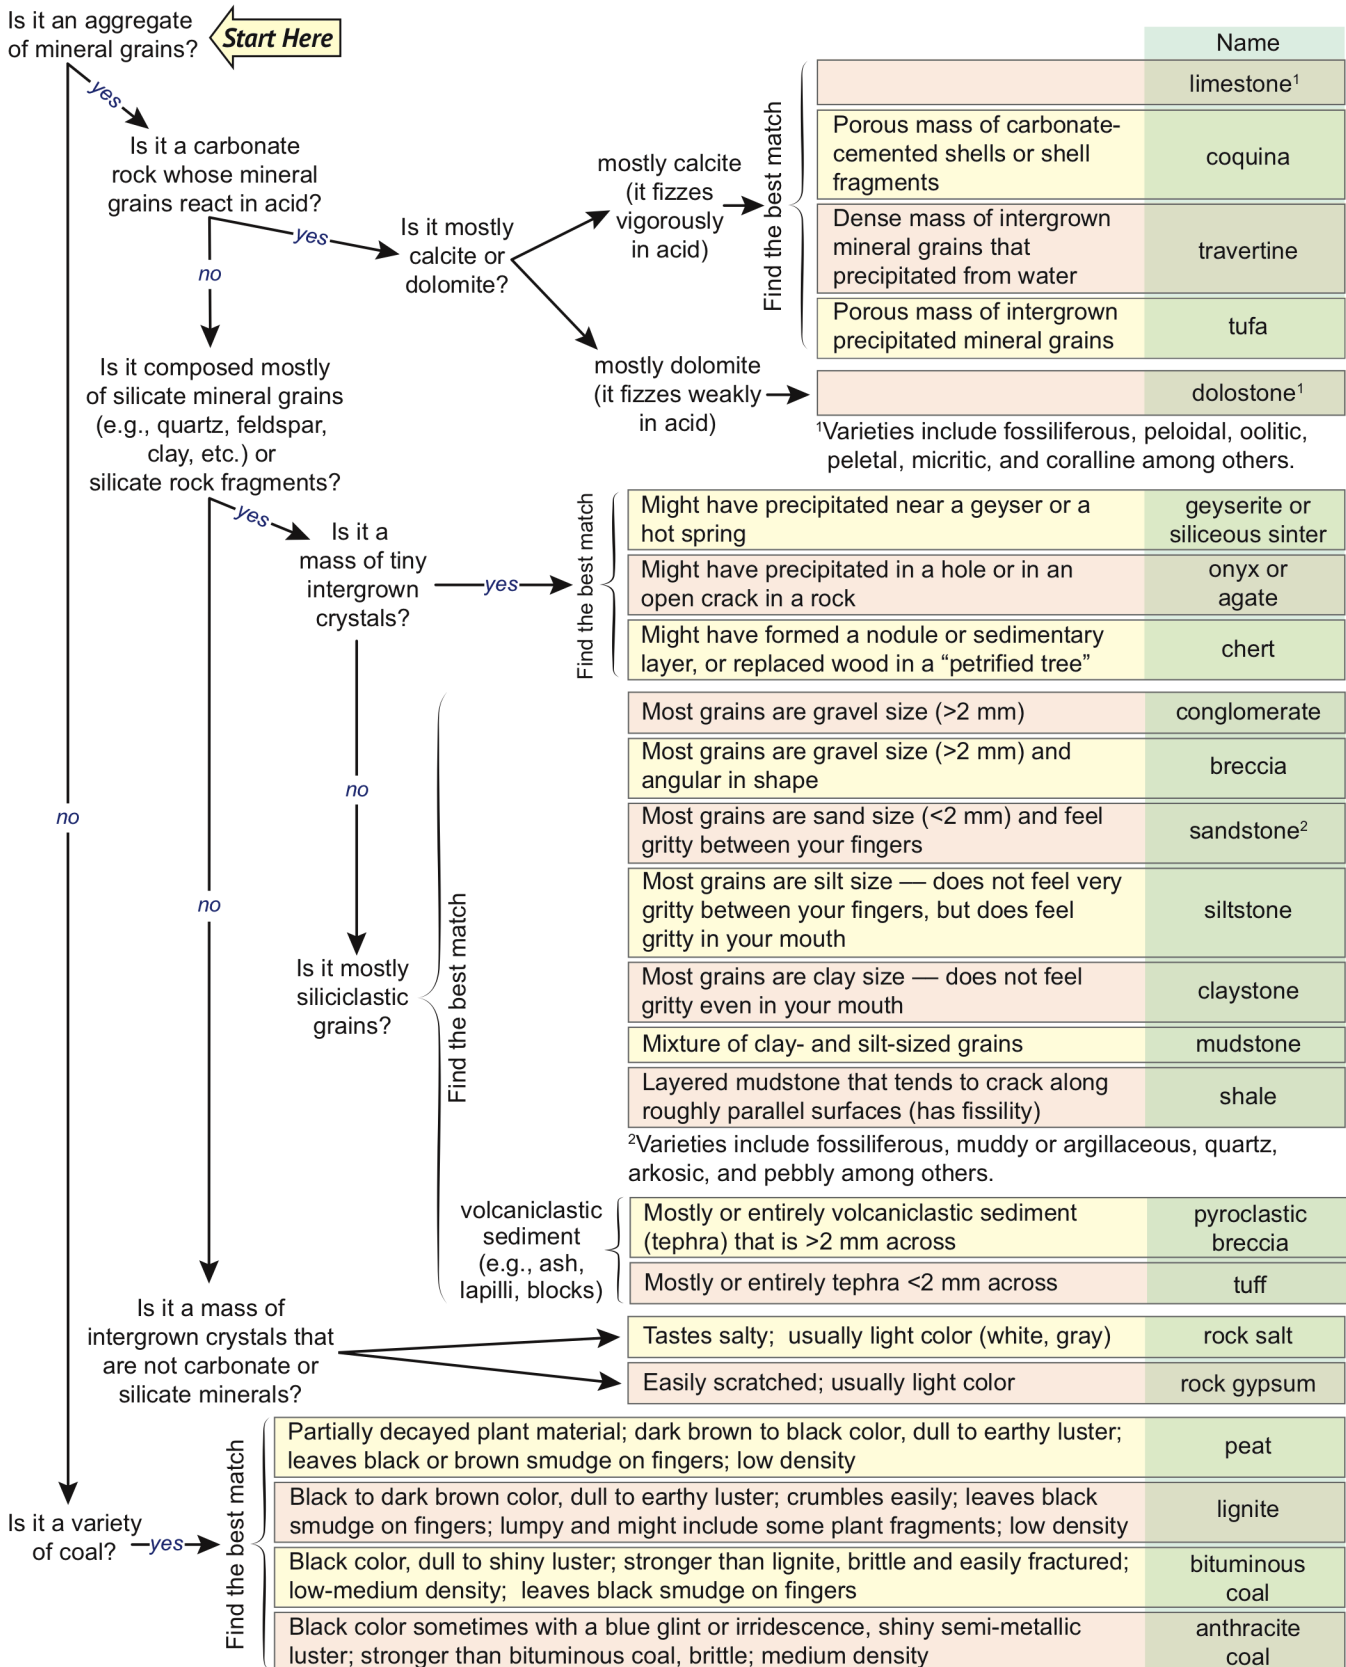 Is it an aggregate
of mineral grains?
Start Here
yes
Is it a carbonate
rock whose mineral
grains react in acid?
yes
no
Is it mostly
calcite or
dolomite?
mostly calcite
(it fizzes
vigorously
in acid)
mostly dolomite
(it fizzes weakly
in acid)
Find the best match
Name
limestone¹
Porous mass of carbonate-
cemented shells or shell
fragments
coquina
Dense mass of intergrown
mineral grains that
precipitated from water
travertine
Porous mass of intergrown
precipitated mineral grains
tufa
dolostone¹
¹Varieties include fossiliferous, peloidal, oolitic,
peletal, micritic, and coralline among others.
Is it composed mostly
of silicate mineral grains
(e.g., quartz, feldspar,
clay, etc.) or
silicate rock fragments?
yes
Is it a
mass of tiny
intergrown
crystals?
yes
Find the best match
Might have precipitated near a geyser or a
hot spring
geyserite or
siliceous sinter
Might have precipitated in a hole or in an
open crack in a rock
onyx or
agate
Might have formed a nodule or sedimentary
layer, or replaced wood in a “petrified tree”
chert
no
no
no
Is it mostly
siliciclastic
grains?
Find the best match
Most grains are gravel size (>2 mm)
conglomerate
Most grains are gravel size (>2 mm) and
angular in shape
breccia
Most grains are sand size (<2 mm) and feel
gritty between your fingers
sandstone²
Most grains are silt size — does not feel very
gritty between your fingers, but does feel
gritty in your mouth
siltstone
Most grains are clay size — does not feel
gritty even in your mouth
claystone
Mixture of clay- and silt-sized grains
mudstone
Layered mudstone that tends to crack along
roughly parallel surfaces (has fissility)
shale
²Varieties include fossiliferous, muddy or argillaceous, quartz,
arkosic, and pebbly among others.
volcaniclastic
sediment
(e.g., ash,
lapilli, blocks)
Mostly or entirely volcaniclastic sediment
(tephra) that is >2 mm across
pyroclastic
breccia
Mostly or entirely tephra <2 mm across
tuff
Is it a mass of
intergrown crystals that
are not carbonate or
silicate minerals?
Tastes salty; usually light color (white, gray)
rock salt
Easily scratched; usually light color
rock gypsum
Is it a variety
of coal?
yes
Find the best match
Partially decayed plant material; dark brown to black color, dull to earthy luster;
leaves black or brown smudge on fingers; low density
peat
Black to dark brown color, dull to earthy luster; crumbles easily; leaves black
smudge on fingers; lumpy and might include some plant fragments; low density
lignite
Black color, dull to shiny luster; stronger than lignite, brittle and easily fractured;
low-medium density; leaves black smudge on fingers
bituminous
coal
Black color sometimes with a blue glint or irridescence, shiny semi-metallic
luster; stronger than bituminous coal, brittle; medium density
anthracite
coal